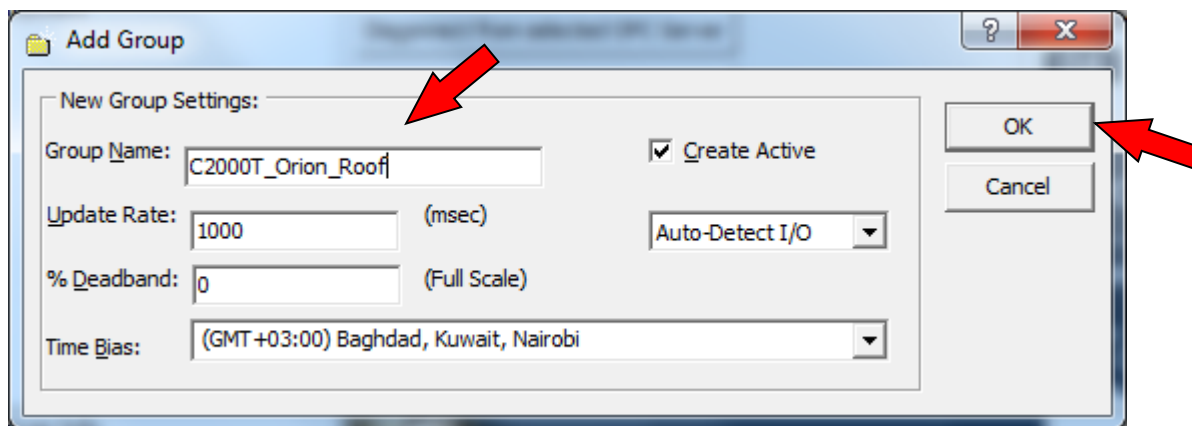 Add Group
New Group Settings:
Group Name: C2000T_Orion_Roof
Create Active
OK
Cancel
Update Rate: 1000 (msec)
Auto-Detect I/O
% Deadband: 0 (Full Scale)
Time Bias: (GMT+03:00) Baghdad, Kuwait, Nairobi